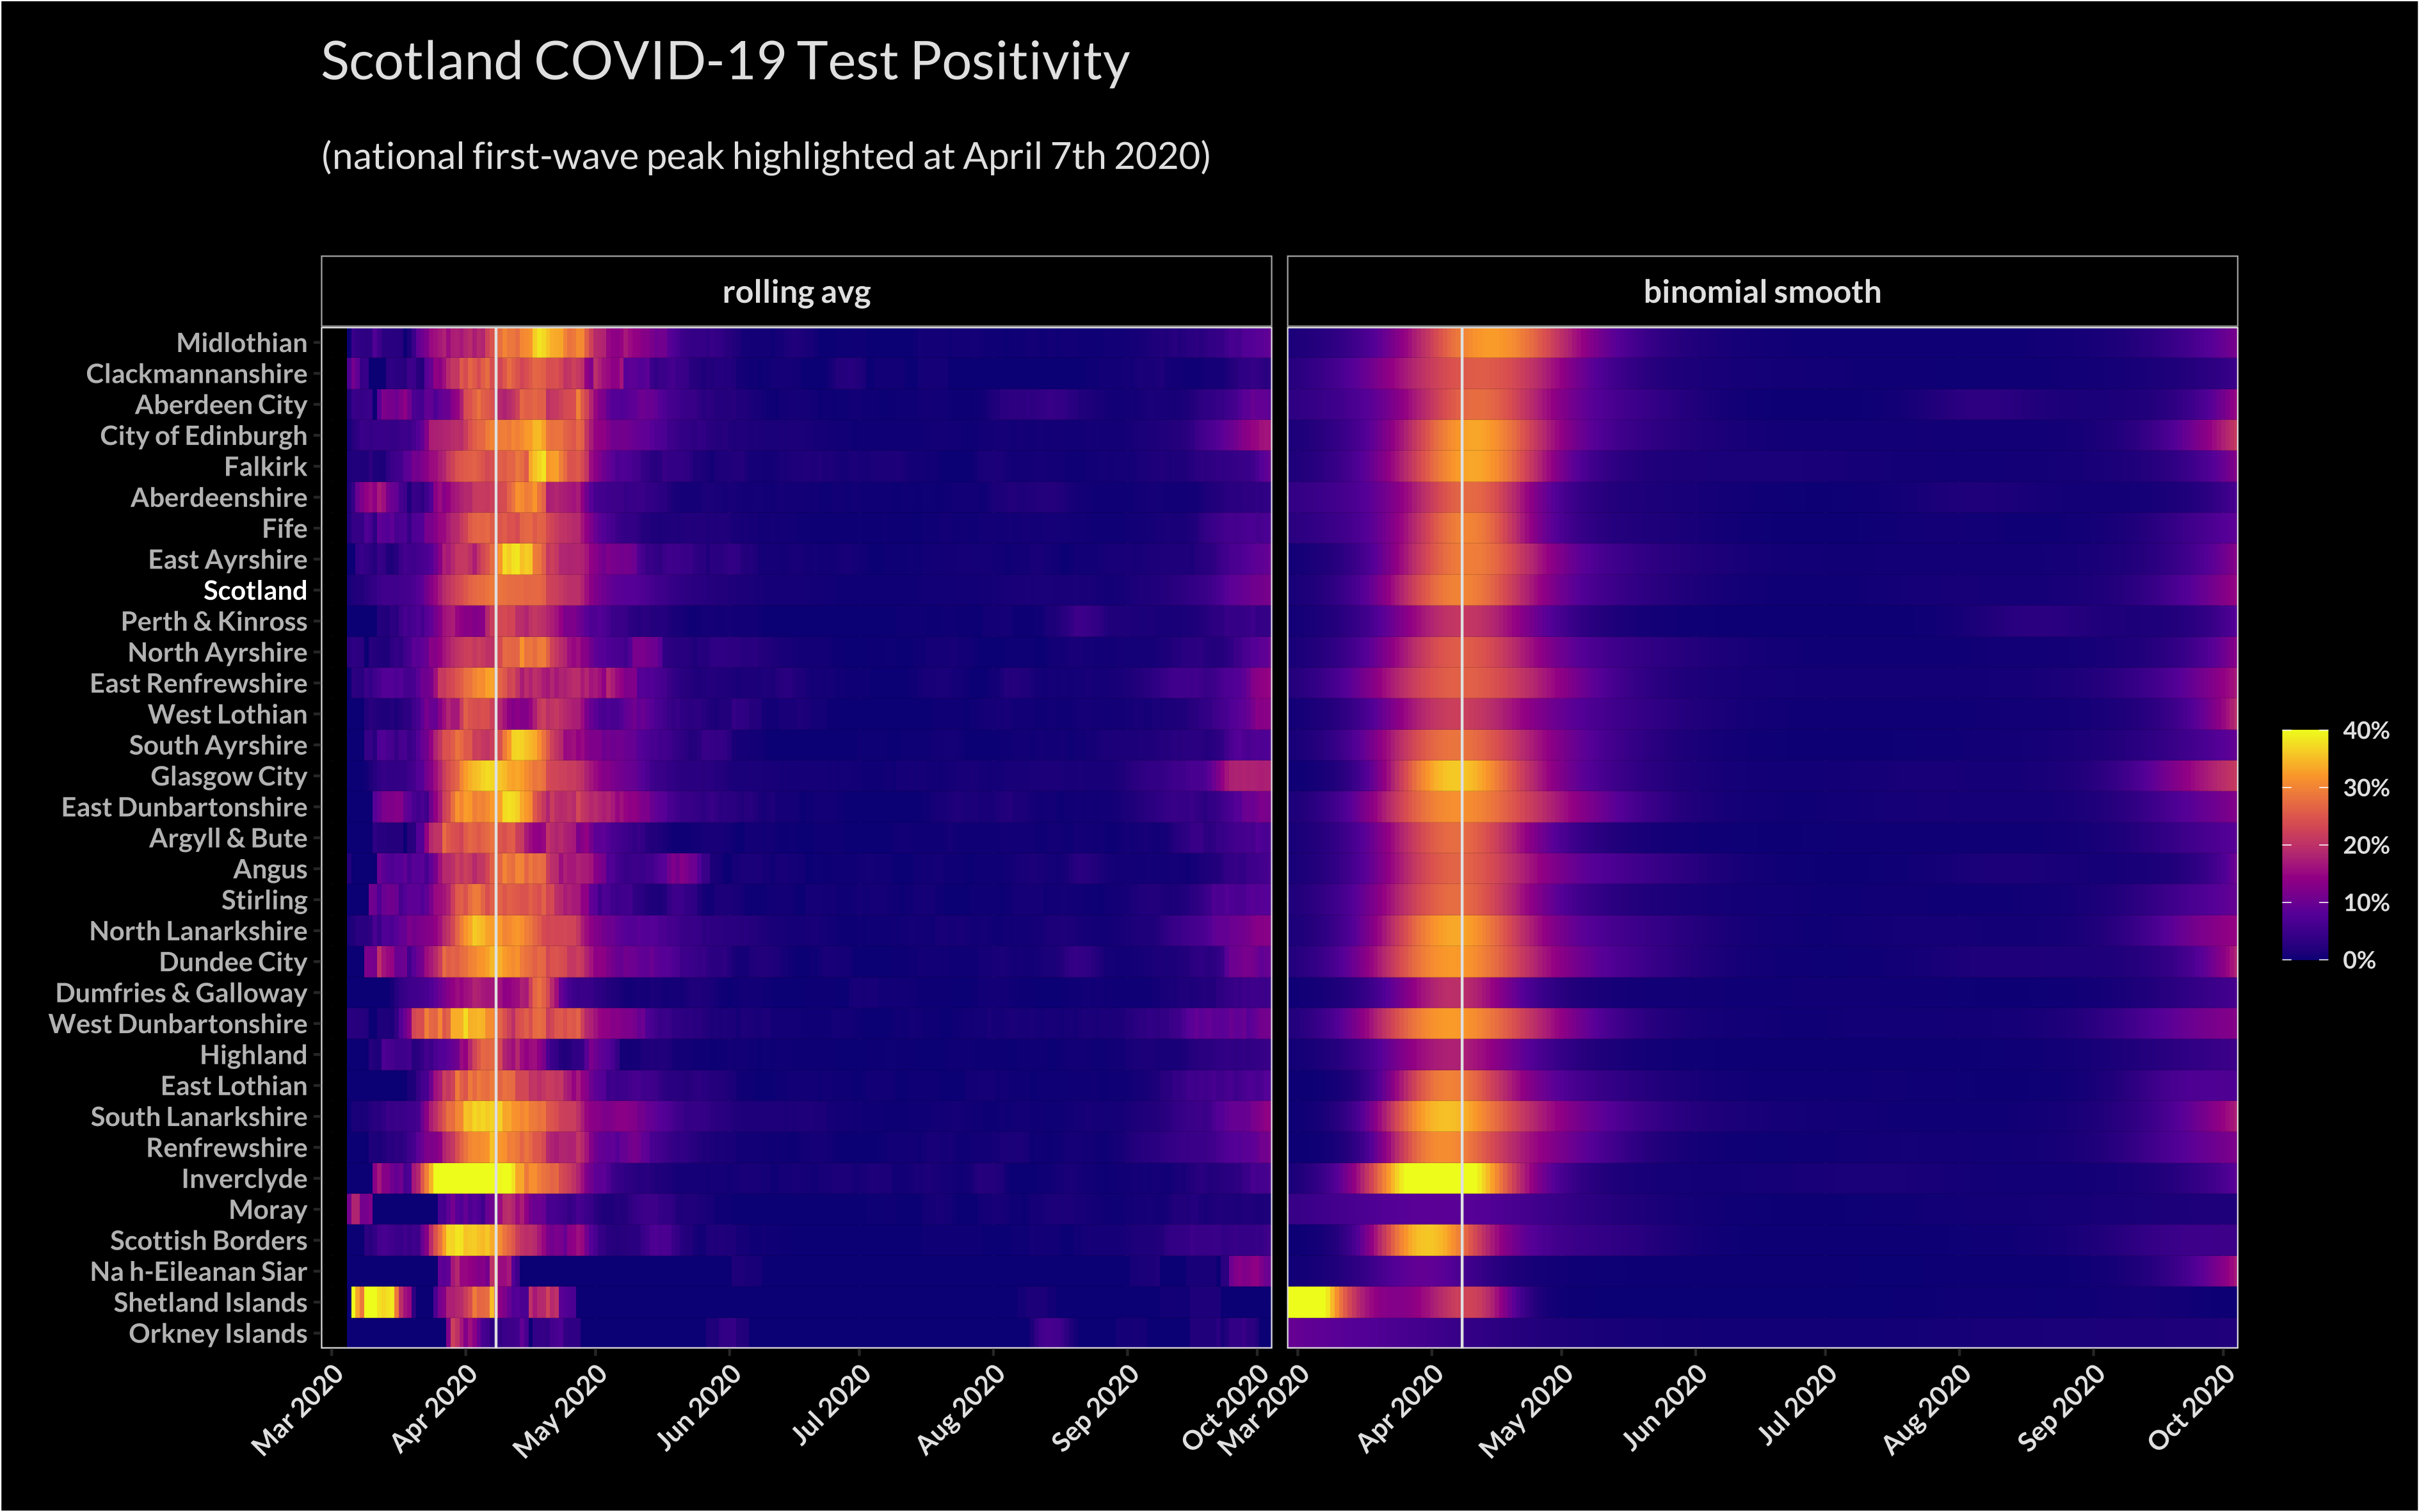 Scotland COVID-19 Test Positivity
(national first-wave peak highlighted at April 7th 2020)
rolling avg
binomial smooth
Midlothian
Clackmannanshire
Aberdeen City
City of Edinburgh
Falkirk
Aberdeenshire
Fife
East Ayrshire
Scotland
Perth & Kinross
North Ayrshire
East Renfrewshire
West Lothian
South Ayrshire
Glasgow City
East Dunbartonshire
Argyll & Bute
Angus
Stirling
North Lanarkshire
Dundee City
Dumfries & Galloway
West Dunbartonshire
Highland
East Lothian
South Lanarkshire
Renfrewshire
Inverclyde
Moray
Scottish Borders
Na h-Eileanan Siar
Shetland Islands
Orkney Islands
Mar 2020
Apr 2020
May 2020
Jun 2020
Jul 2020
Aug 2020
Sep 2020
Oct 2020
Mar 2020
Apr 2020
May 2020
Jun 2020
Jul 2020
Aug 2020
Sep 2020
Oct 2020
40%
30%
20%
10%
0%